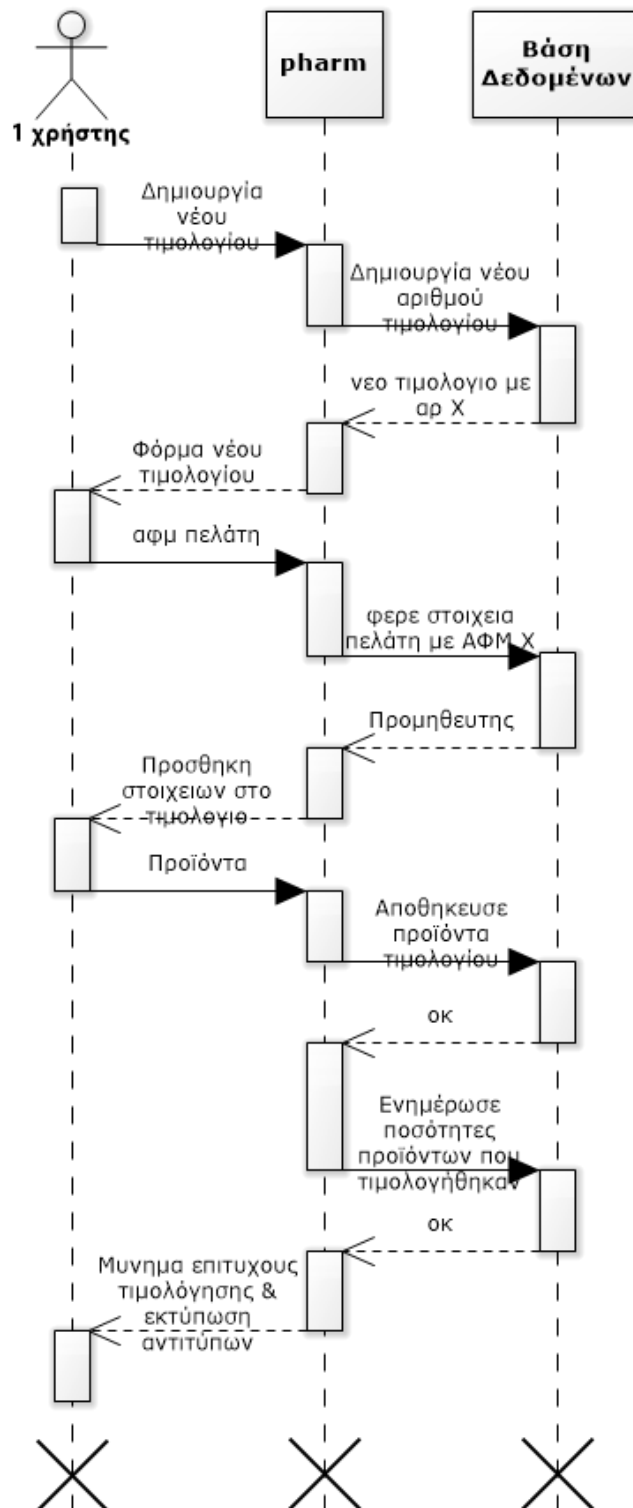 1 χρήστης
pharm
Βάση
Δεδομένων
Δημιουργία
νέου
τιμολογίου
Δημιουργία νέου
αριθμού
τιμολογίου
νεο τιμολογιο με
αρ Χ
Φόρμα νέου
τιμολογίου
αφμ πελάτη
φερε στοιχεια
πελάτη με ΑΦΜ Χ
Προμηθευτης
Προσθηκη
στοιχειων στο
τιμολογιο
Προϊόντα
Αποθηκευσε
προϊόντα
τιμολογίου
οκ
Ενημέρωσε
ποσότητες
προϊόντων που
τιμολογήθηκαν
οκ
Μυνημα επιτυχους
τιμολόγησης &
εκτύπωση
αντιτύπων